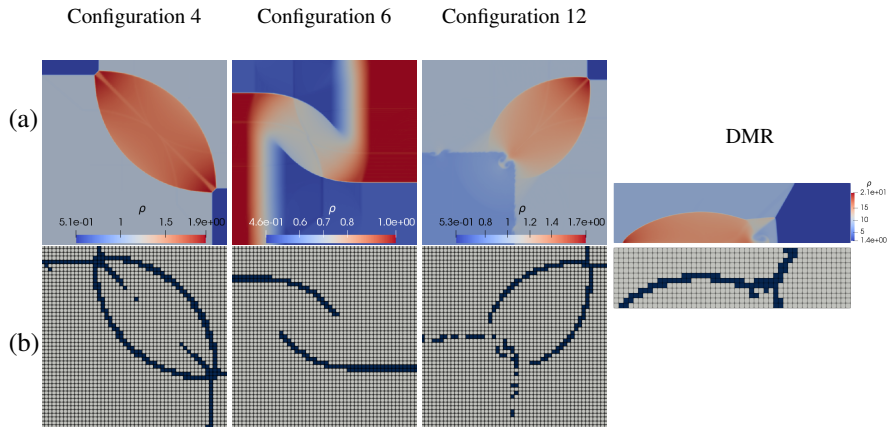 Configuration 4 Configuration 6 Configuration 12
(a)
DMR
ρ
5.1e-01 1 1.5 1.9e+00
ρ
4.6e-01 0.6 0.7 0.8 1.0e+00
ρ
5.3e-01 0.8 1 1.2 1.4 1.7e+00
ρ
2.1e+01
15
10
5
1.4e+00
(b)